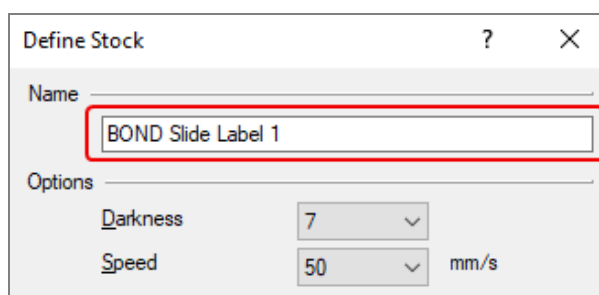 Define Stock ? ×
Name
BOND Slide Label 1
Options
Darkness 7
Speed 50 mm/s